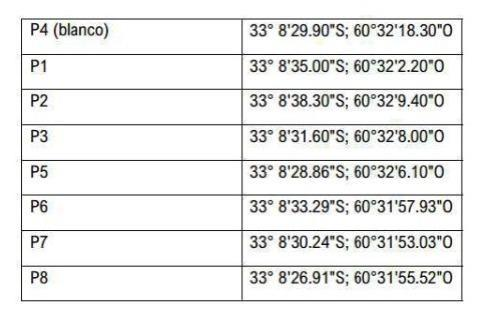 P4 (blanco) 33° 8'29.90"S; 60°32'18.30"O
P1 33° 8'35.00"S; 60°32'2.20"O
P2 33° 8'38.30"S; 60°32'9.40"O
P3 33° 8'31.60"S; 60°32'8.00"O
P5 33° 8'28.86"S; 60°32'6.10"O
P6 33° 8'33.29"S; 60°31'57.93"O
P7 33° 8'30.24"S; 60°31'53.03"O
P8 33° 8'26.91"S; 60°31'55.52"O